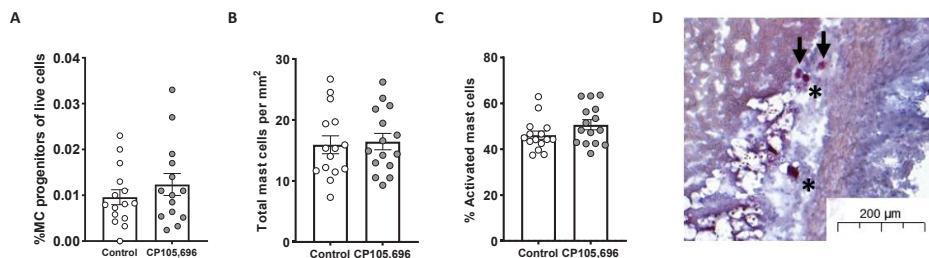 A
%MC progenitors of live cells
0.04
0.03
0.02
0.01
0.00
Control
CP105,696
B
Total mast cells per mm²
30
20
10
0
Control
CP105,696
C
% Activated mast cells
80
60
40
20
0
Control
CP105,696
D
*
*
200 µm